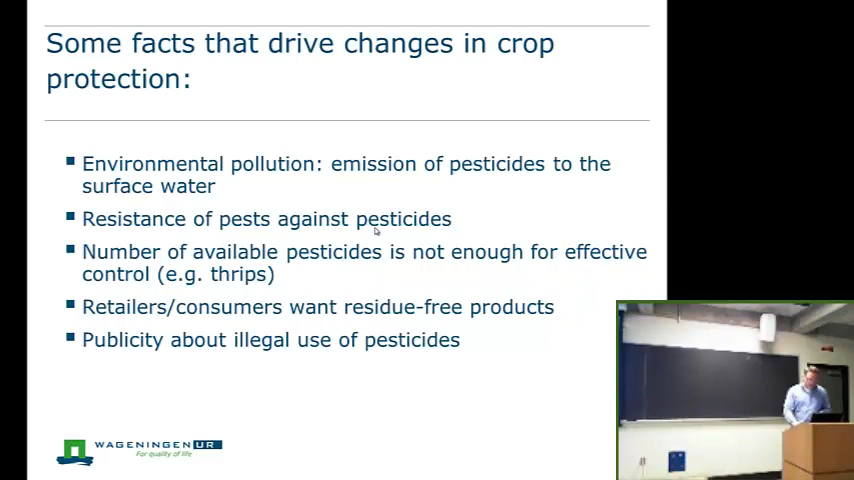 Some facts that drive changes in crop
protection:
Environmental pollution: emission of pesticides to the
surface water
Resistance of pests against pesticides
Number of available pesticides is not enough for effective
control (e.g. thrips)
Retailers/consumers want residue-free products
Publicity about illegal use of pesticides
WAGENINGEN UR
For quality of life